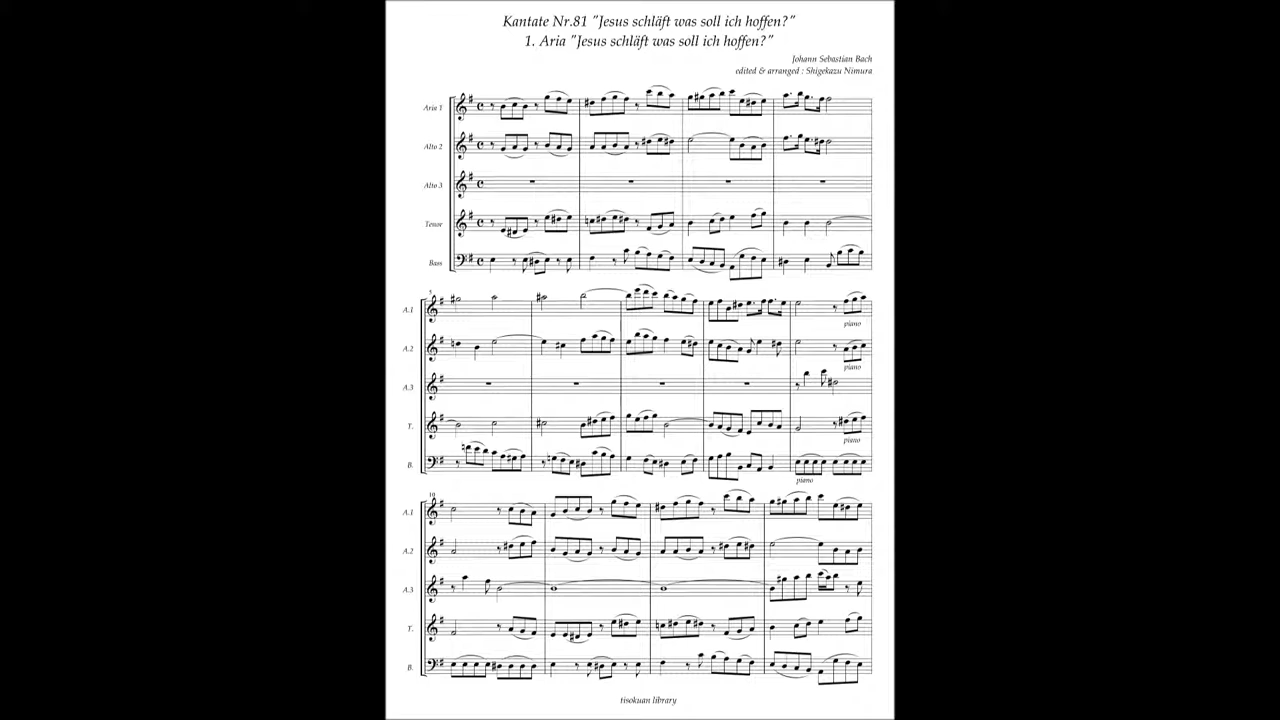 Kantate Nr.81 "Jesus schläft was soll ich hoffen?"
1. Aria "Jesus schläft was soll ich hoffen?"
Johann Sebastian Bach
edited & arranged : Shigekazu Nimura
Arie 1
Alto 2
Alto 3
Tenor
Bass
5
A.1
piano
A.2
piano
A.3
T.
piano
B.
piano
10
A.1
A.2
A.3
T.
B.
tisokuan library